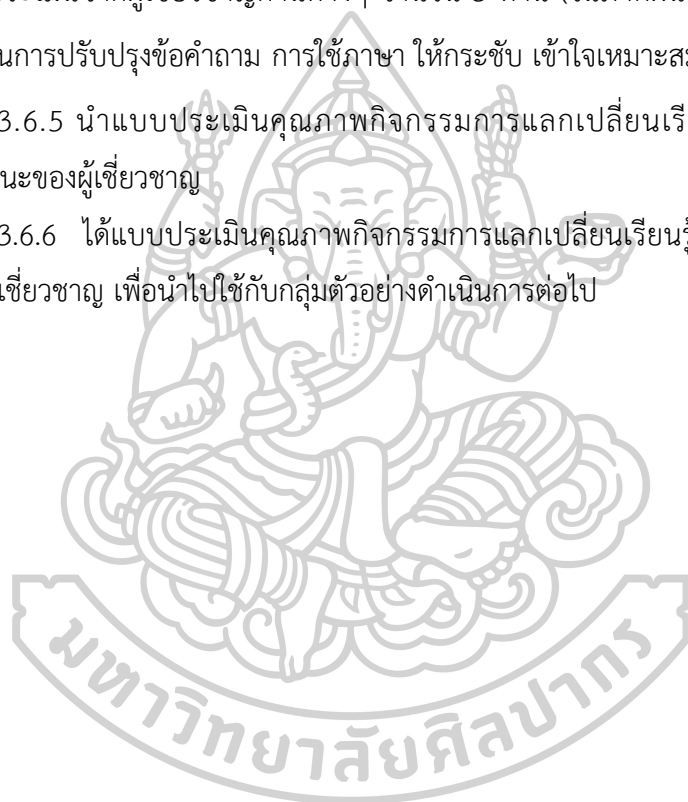 นการปรับปรุงข้อคำถาม การใช้ภาษา ให้กระชับ เข้าใจเหมาะส
3.6.5 นำแบบประเมินคุณภาพกิจกรรมการแลกเปลี่ยนเรี
นะของผู้เชี่ยวชาญ
3.6.6 ได้แบบประเมินคุณภาพกิจกรรมการแลกเปลี่ยนเรียนรู้
เชี่ยวชาญ เพื่อนำไปใช้กับกลุ่มตัวอย่างดำเนินการต่อไป
มหาวิทยาลัยศิลปากร